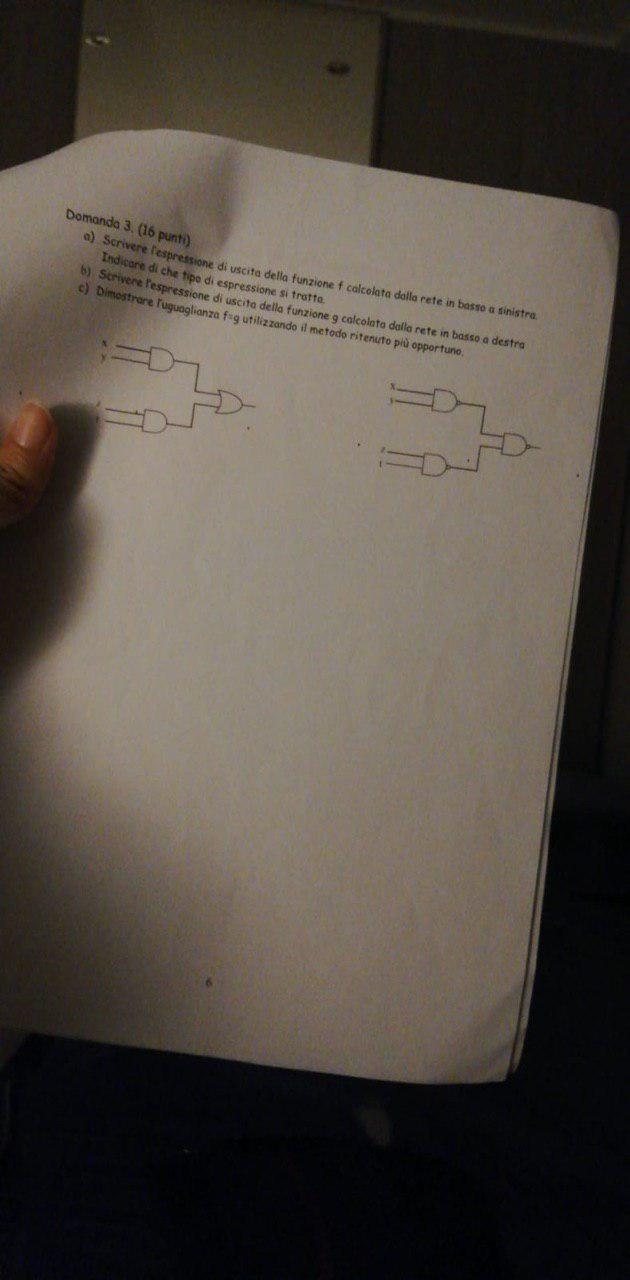 Domanda 3. (16 punti)
a) Scrivere l'espressione di uscita della funzione f calcolata dalla rete in basso a sinistra.
Indicare di che tipo di espressione si tratta.
b) Scrivere l'espressione di uscita della funzione g calcolata dalla rete in basso a destra
c) Dimostrare l'uguaglianza f=g utilizzando il metodo ritenuto più opportuno.
x
y
x
y
z
t
6